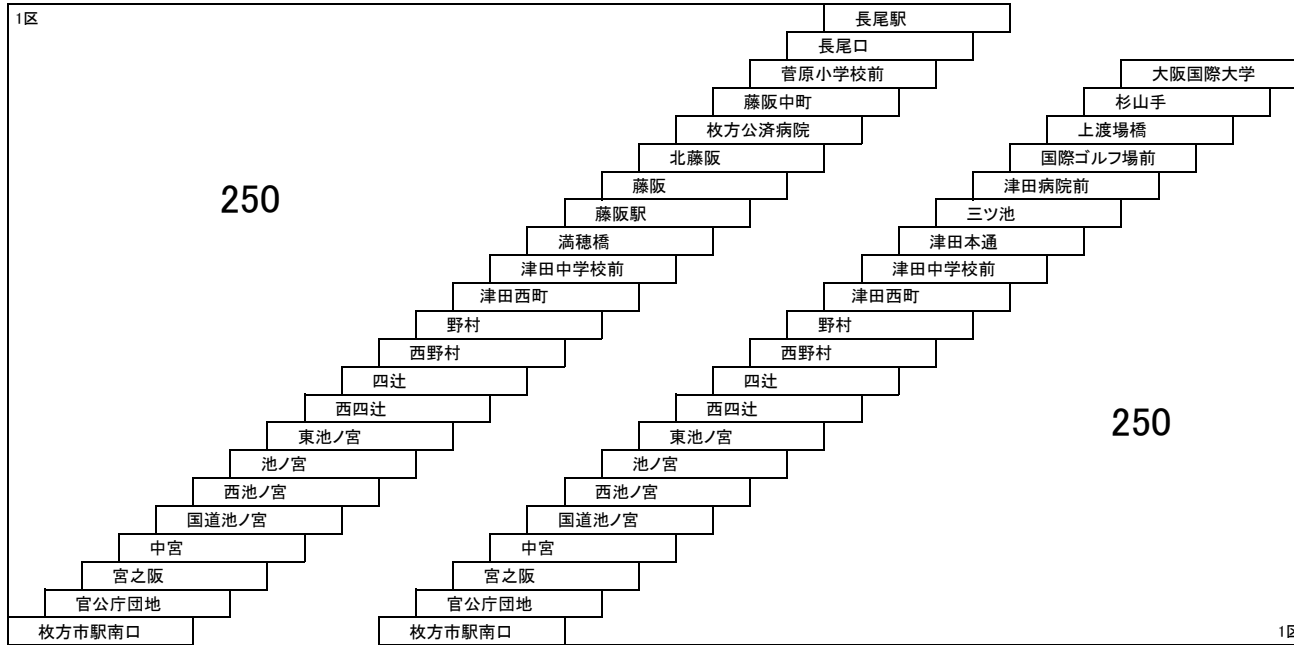 1区
長尾駅
長尾口
菅原小学校前 大阪国際大学
藤阪中町 杉山手
枚方公済病院 上渡場橋
北藤阪 国際ゴルフ場前
250 藤阪 津田病院前
藤阪駅 三ツ池
満穂橋 津田本通
津田中学校前 津田中学校前
津田西町 津田西町
野村 野村
西野村 西野村
四辻 四辻
西四辻 西四辻
東池ノ宮 東池ノ宮 250
池ノ宮 池ノ宮
西池ノ宮 西池ノ宮
国道池ノ宮 国道池ノ宮
中宮 中宮
宮之阪 宮之阪
官公庁団地 官公庁団地
枚方市駅南口 枚方市駅南口 1区